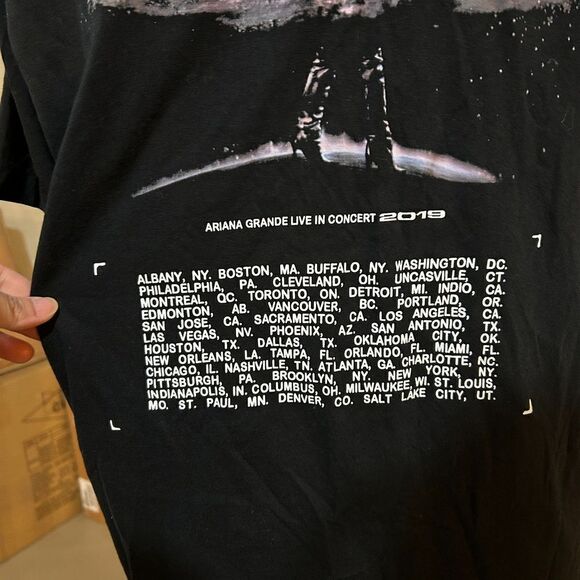 ARIANA GRANDE LIVE IN CONCERT 2019
ALBANY, NY. BOSTON, MA. BUFFALO, NY. WASHINGTON, DC.
PHILADELPHIA, PA. CLEVELAND, OH. UNCASVILLE, CT.
MONTREAL, QC. TORONTO, ON. DETROIT, MI. INDIO, CA.
EDMONTON, AB. VANCOUVER, BC. PORTLAND, OR.
SAN JOSE, CA. SACRAMENTO, CA. LOS ANGELES, CA.
LAS VEGAS, NV. PHOENIX, AZ. SAN ANTONIO, TX.
HOUSTON, TX. DALLAS, TX. OKLAHOMA CITY, OK.
NEW ORLEANS, LA. TAMPA, FL. ORLANDO, FL. MIAMI, FL.
CHICAGO, IL. NASHVILLE, TN. ATLANTA, GA. CHARLOTTE, NC.
PITTSBURGH, PA. BROOKLYN, NY. NEW YORK, NY.
INDIANAPOLIS, IN. COLUMBUS, OH. MILWAUKEE, WI. ST. LOUIS,
MO. ST. PAUL, MN. DENVER, CO. SALT LAKE CITY, UT.